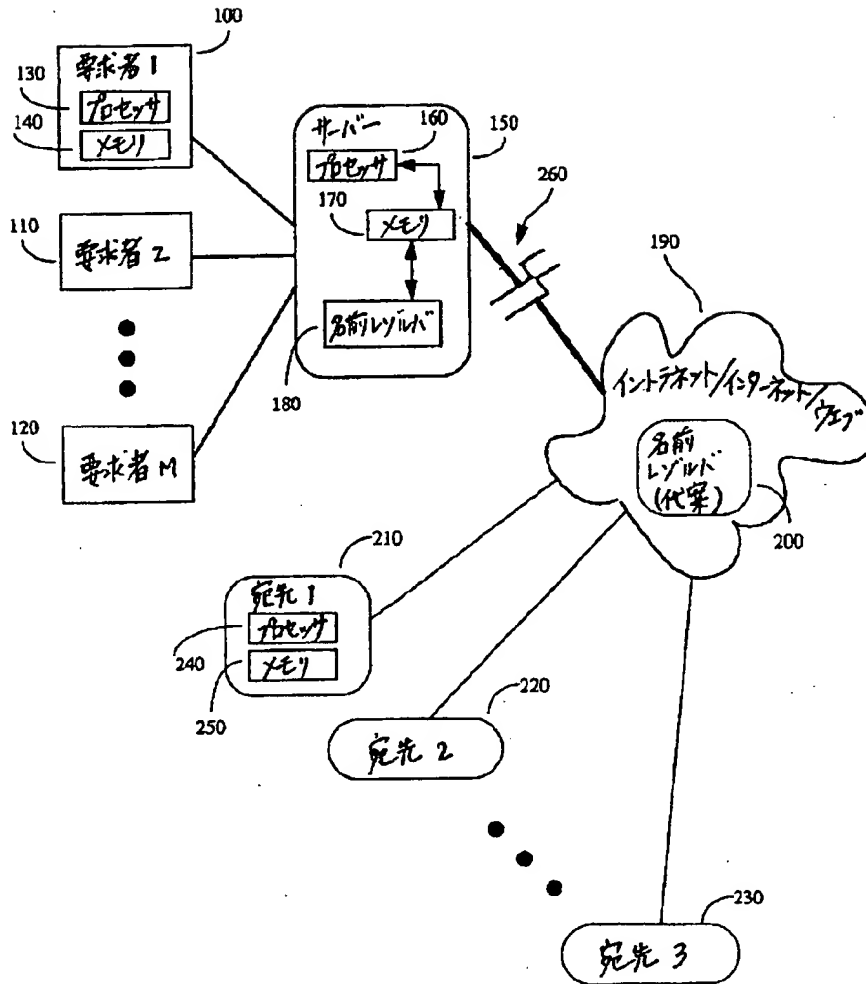 100
要求者 1
130
プロセッサ
140
メモリ
サーバー
160
150
プロセッサ
170
メモリ
260
110
要求者 2
190
名前レゾルバ
180
イントラネット/インターネット/ウェブ
120
要求者 M
名前
レゾルバ
(代案)
200
210
宛先 1
プロセッサ
240
メモリ
250
220
宛先 2
230
宛先 3